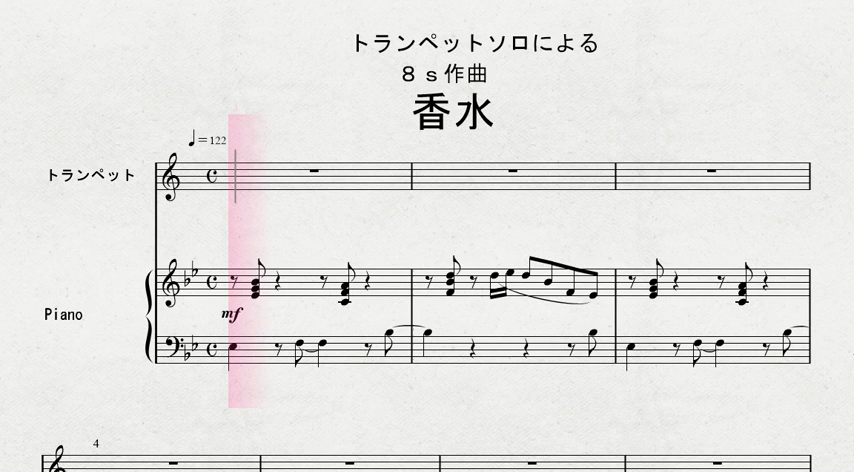 トランペットソロによる
８ｓ作曲
香水
♩=122
トランペット
Piano
mf
4